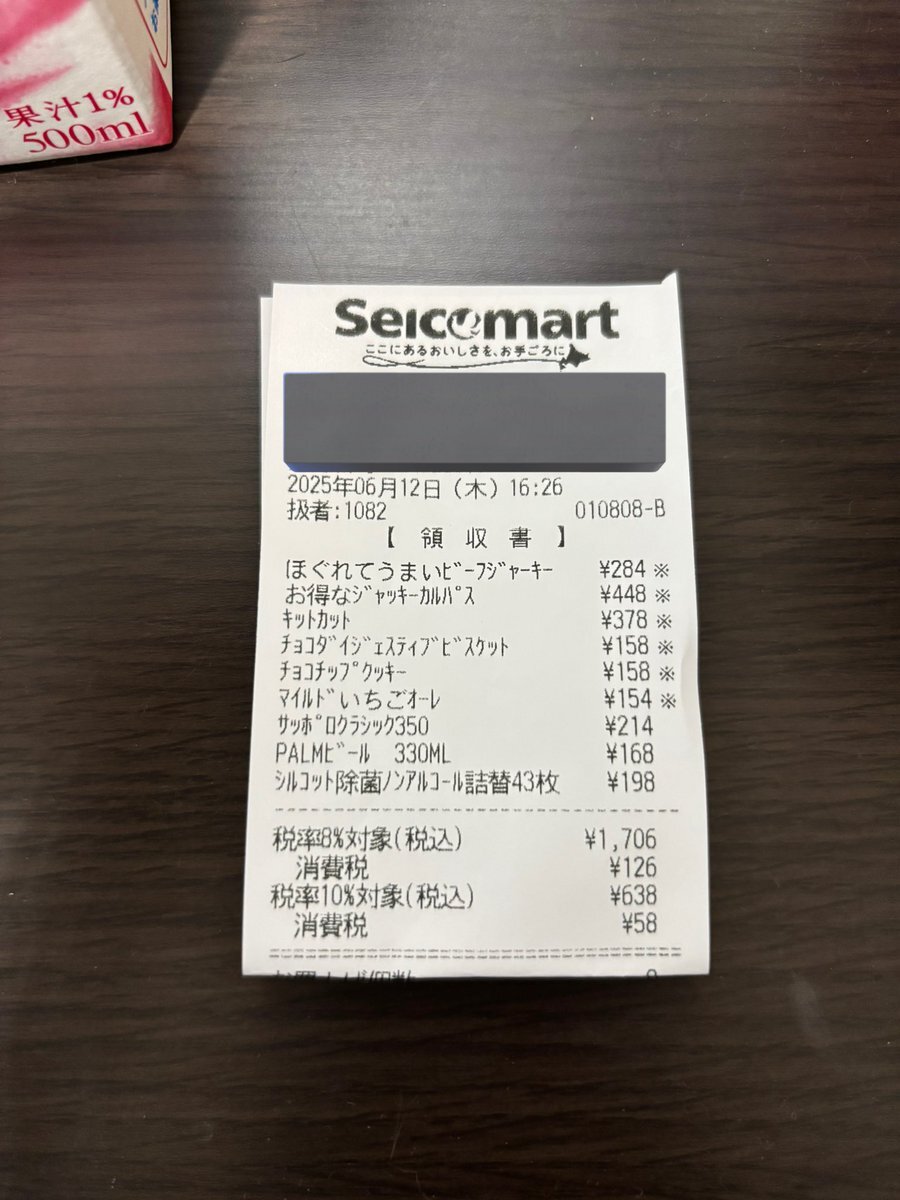 果汁1%
500ml
Seicomart
ここにあるおいしさを、お手ごろに
2025年06月12日(木)16:26
扱者:1082 010808-B
【 領 収 書 】
ほぐれてうまいビーフジャーキー ¥284 ※
お得なジャッキーカルパス ¥448 ※
キットカット ¥378 ※
チョコダイジェスティブビスケット ¥158 ※
チョコチップクッキー ¥158 ※
マイルドいちごオーレ ¥154 ※
サッポロクラシック350 ¥214
PALMビール 330ML ¥168
シルコット除菌ノンアルコール詰替43枚 ¥198
税率8%対象(税込) ¥1,706
消費税 ¥126
税率10%対象(税込) ¥638
消費税 ¥58